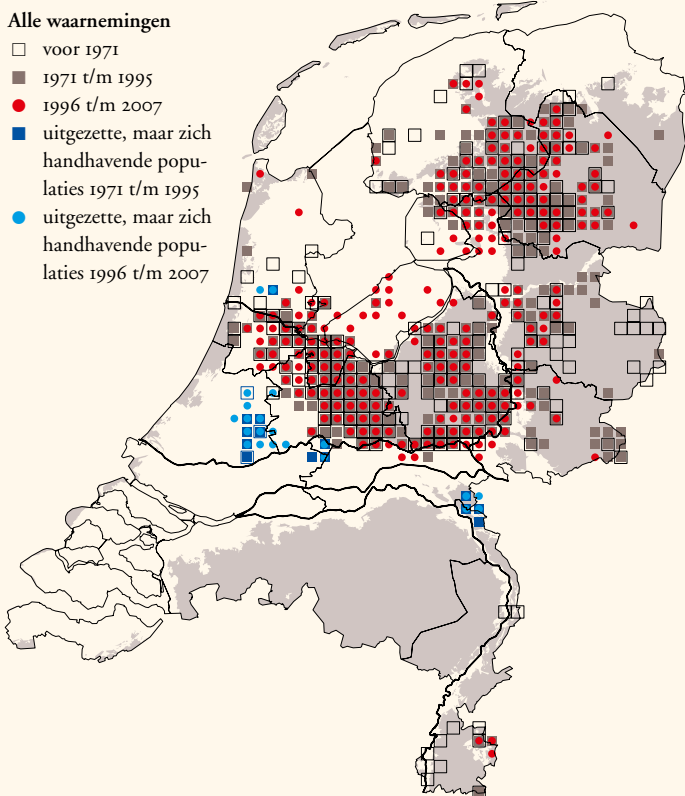 Alle waarnemingen
voor 1971
1971 t/m 1995
1996 t/m 2007
uitgezette, maar zich
handhavende popu-
laties 1971 t/m 1995
uitgezette, maar zich
handhavende popu-
laties 1996 t/m 2007